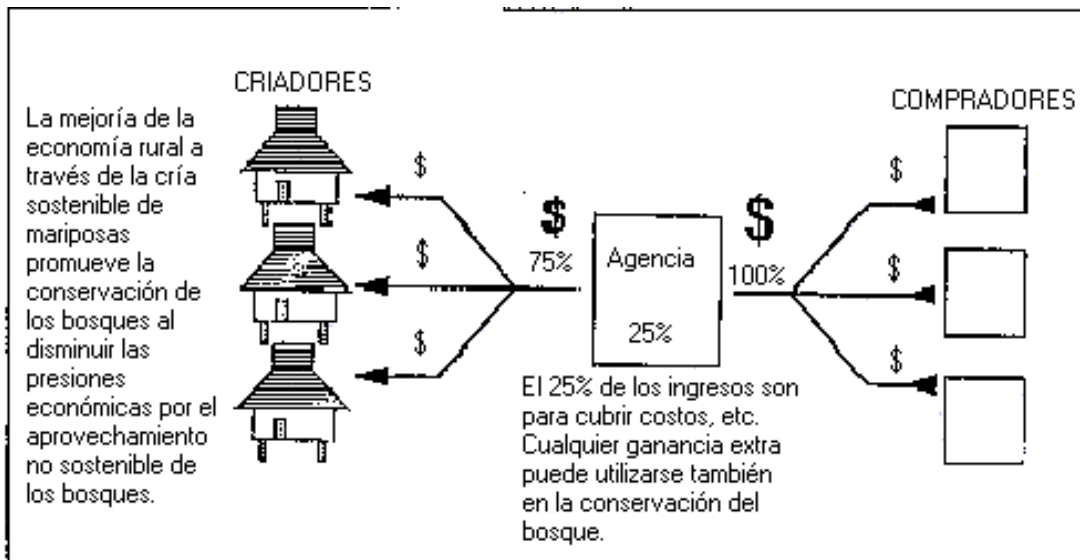 CRIADORES
La mejoría de la
economía rural a
través de la cría
sostenible de
mariposas
promueve la
conservación de
los bosques al
disminuir las
presiones
económicas por el
aprovechamiento
no sostenible de
los bosques.
$
$
$
$
75%
Agencia
25%
El 25% de los ingresos son
para cubrir costos, etc.
Cualquier ganancia extra
puede utilizarse también
en la conservación del
bosque.
$
100%
COMPRADORES
$
$
$